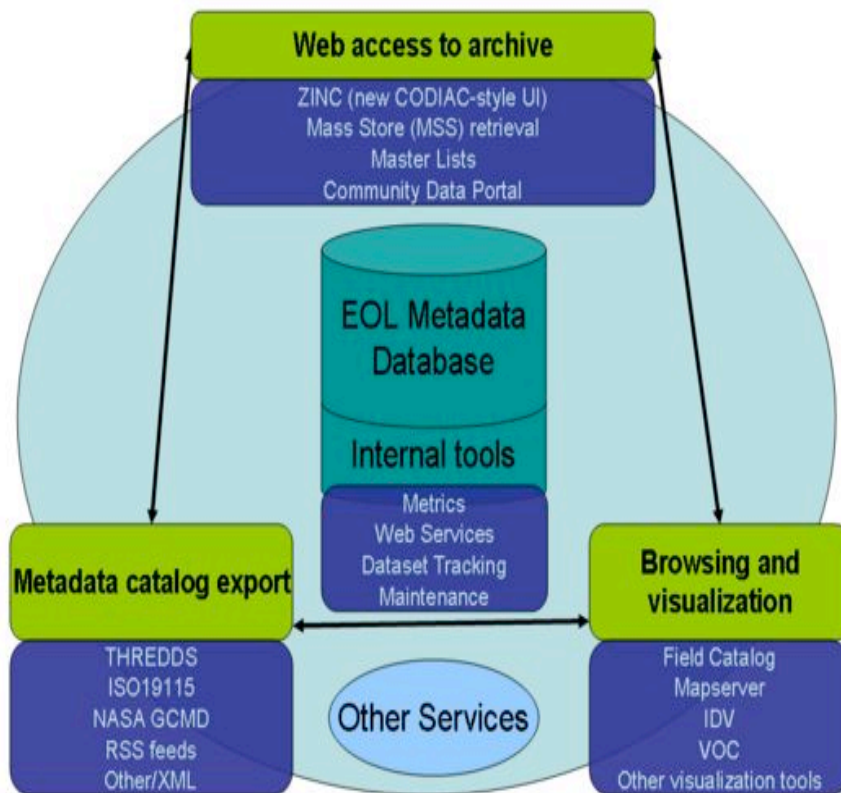 Web access to archive
ZINC (new CODIAC-style UI)
Mass Store (MSS) retrieval
Master Lists
Community Data Portal
EOL Metadata
Database
Internal tools
Metrics
Web Services
Dataset Tracking
Maintenance
Metadata catalog export
THREDDS
ISO19115
NASA GCMD
RSS feeds
Other/XML
Browsing and
visualization
Field Catalog
Mapserver
IDV
VOC
Other visualization tools
Other Services